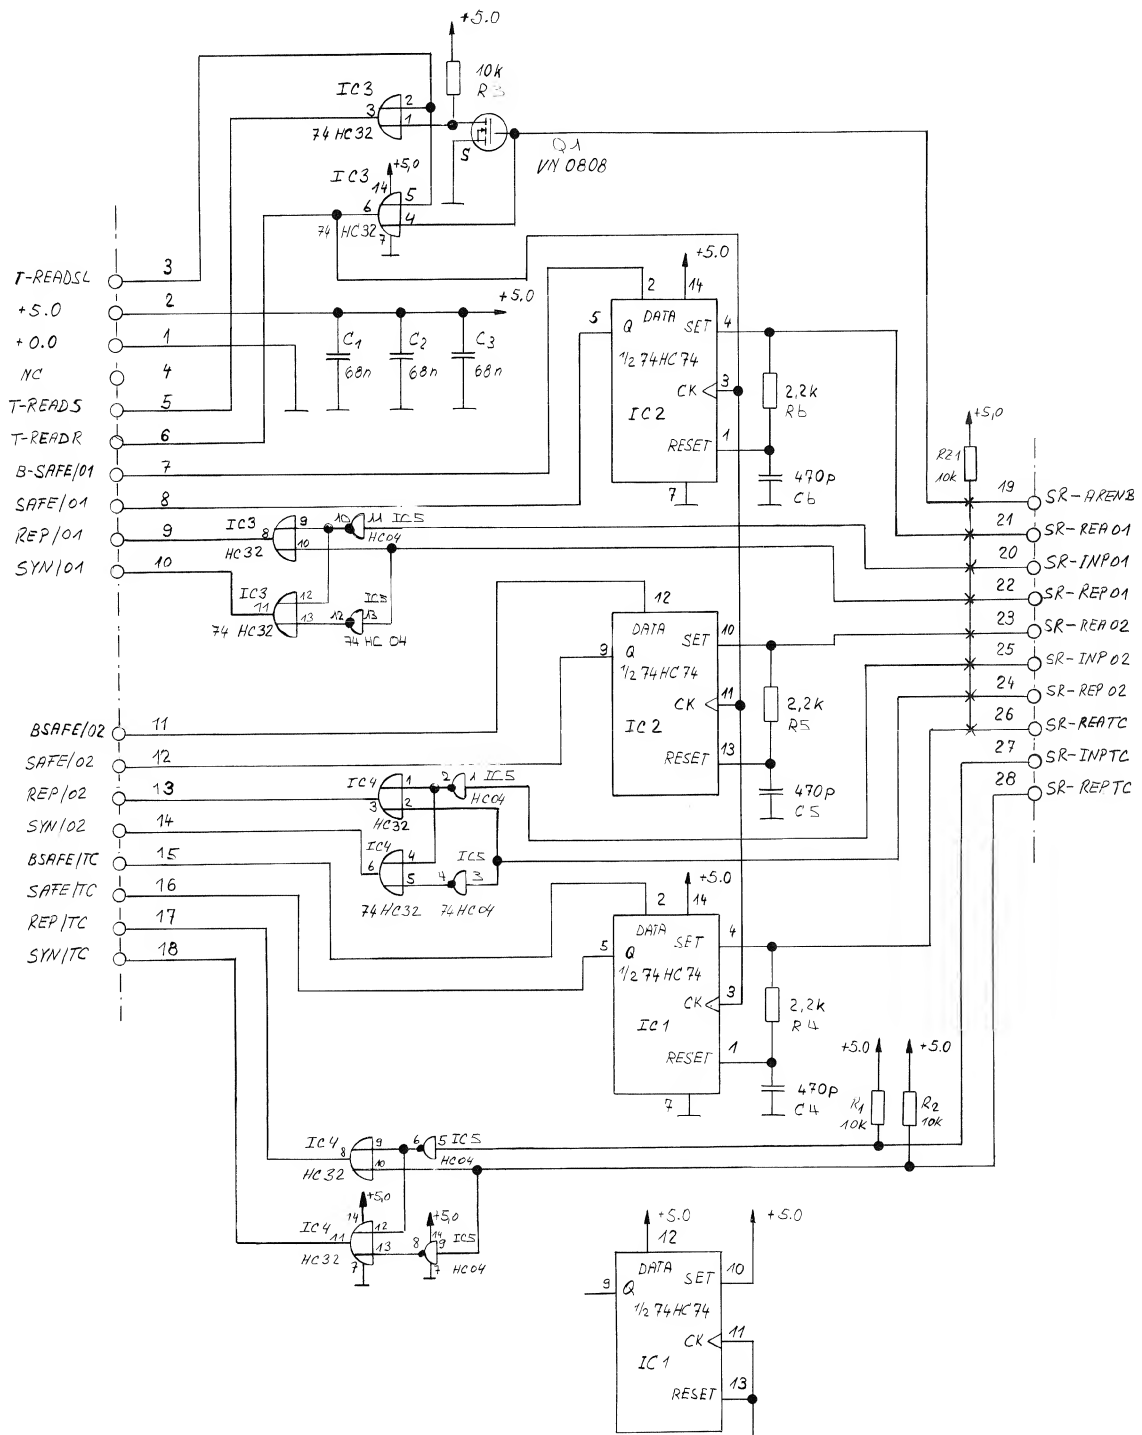 +5.0
10k
R3
IC3
3
2
1
74 HC32
Q1
VN 0808
S
IC3
+5,0
14
6
5
4
74 HC32
7
T-READSL 3
+5.0 2
+0.0 1
NC 4
T-READS 5
T-READR 6
B-SAFE/01 7
SAFE/01 8
REP/01 9
SYN/01 10
C1
68n
C2
68n
C3
68n
+5.0
+5.0
2
14
5
DATA
Q
SET
4
1/2 74HC74
CK
3
IC2
RESET
1
7
2,2k
R6
470p
C6
IC3
8
9
10
HC32
10
11
IC5
HC04
IC3
11
12
13
74 HC32
12
13
IC5
74 HC04
+5,0
R21
10k
19 SR-ARENB
21 SR-REA01
20 SR-INP01
22 SR-REP01
23 SR-REA02
25 SR-INP02
24 SR-REP02
26 SR-REATC
27 SR-INPTC
28 SR-REPTC
12
9
DATA
Q
SET
10
1/2 74HC74
CK
11
IC2
RESET
13
2,2k
R5
470p
C5
BSAFE/02 11
SAFE/02 12
REP/02 13
SYN/02 14
BSAFE/TC 15
SAFE/TC 16
REP/TC 17
SYN/TC 18
IC4
3
1
2
HC32
2
1
IC5
HC04
IC4
6
4
5
74HC32
4
3
IC5
74HC04
+5.0
2
14
5
DATA
Q
SET
4
1/2 74HC74
CK
3
IC1
RESET
1
7
2,2k
R4
470p
C4
+5.0
+5.0
R1
10k
R2
10k
IC4
8
9
10
HC32
6
5
IC5
HC04
+5,0
14
IC4
11
12
13
HC32
7
+5,0
14
8
9
IC5
7
HC04
+5.0
+5.0
12
9
DATA
Q
SET
10
1/2 74HC74
CK
11
IC1
RESET
13